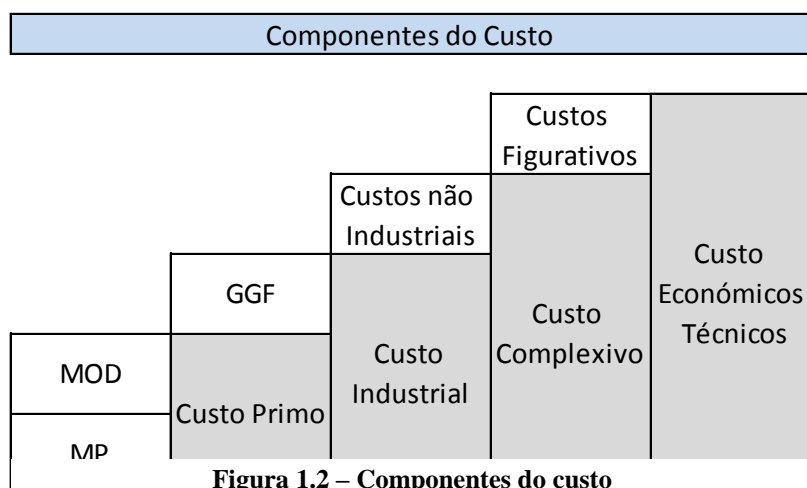 Componentes do Custo
Custos
Figurativos
Custos não
Industriais
Custo
Económicos
Técnicos
GGF
Custo
Complexivo
MOD
Custo
Industrial
Custo Primo
MP
Figura 1.2 – Componentes do custo